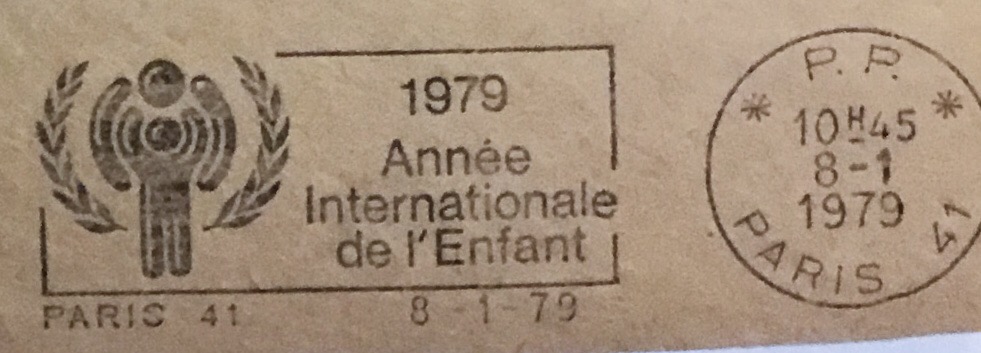 1979
Année
Internationale
de l'Enfant
PARIS 41 8-1-79
P. P.
* 10H45 *
8-1
1979
PARIS 41